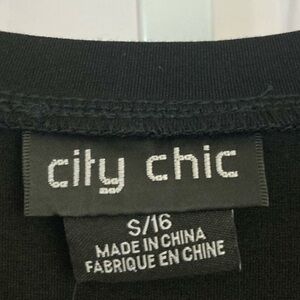 city chic
S/16
MADE IN CHINA
FABRIQUE EN CHINE